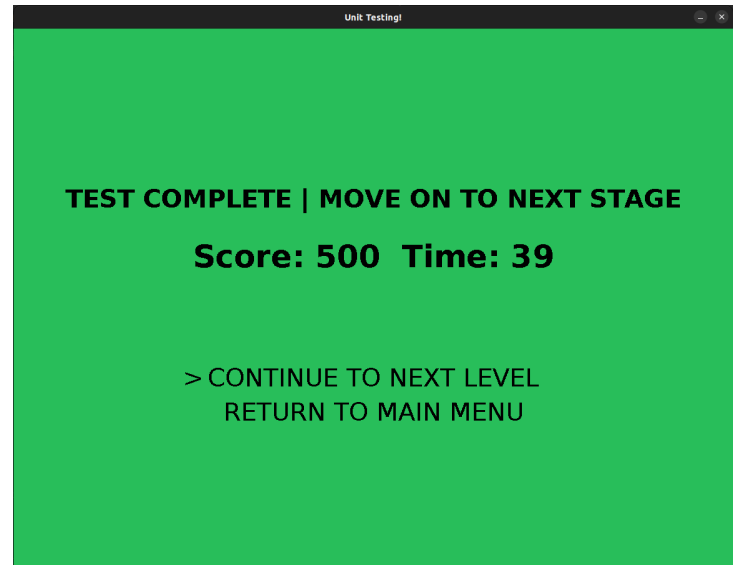 Unit Testing!
TEST COMPLETE | MOVE ON TO NEXT STAGE
Score: 500 Time: 39
> CONTINUE TO NEXT LEVEL
RETURN TO MAIN MENU